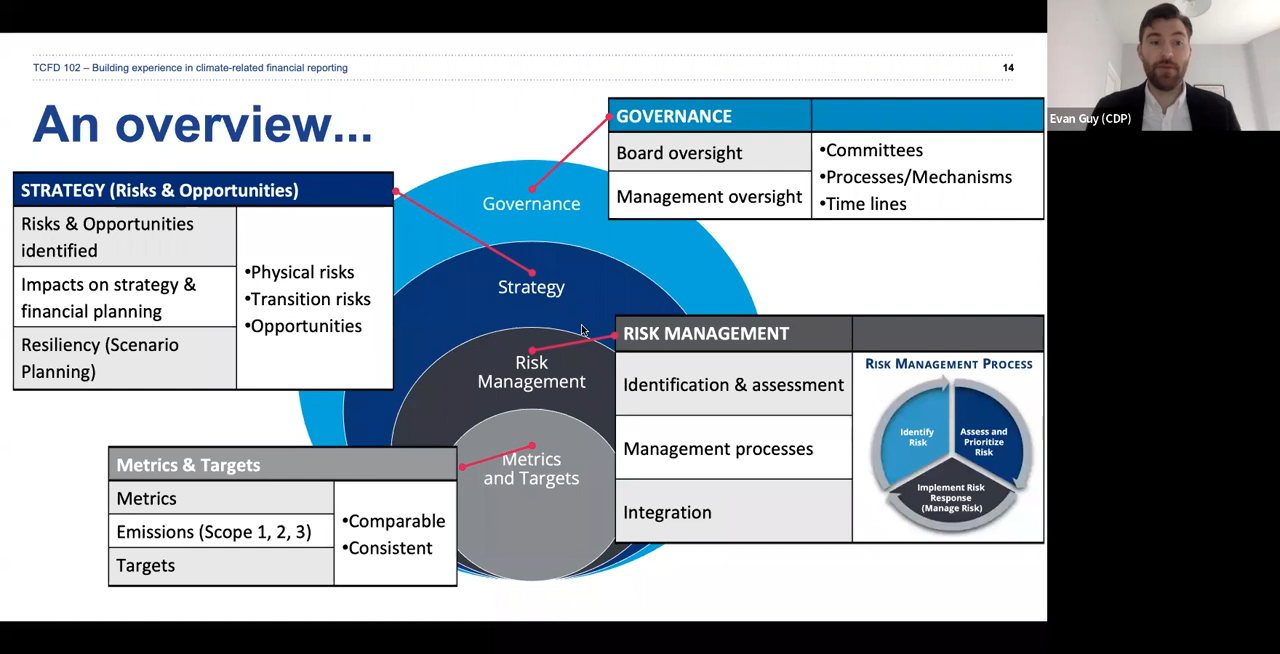 TCFD 102 – Building experience in climate-related financial reporting
14
An overview...
GOVERNANCE
Board oversight
Management oversight
•Committees
•Processes/Mechanisms
•Time lines
STRATEGY (Risks & Opportunities)
Risks & Opportunities
identified
Impacts on strategy &
financial planning
Resiliency (Scenario
Planning)
•Physical risks
•Transition risks
•Opportunities
Governance
Strategy
Risk
Management
Metrics
and Targets
RISK MANAGEMENT
Identification & assessment
Management processes
Integration
RISK MANAGEMENT PROCESS
Identify
Risk
Assess and
Prioritize
Risk
Implement Risk
Response
(Manage Risk)
Metrics & Targets
Metrics
Emissions (Scope 1, 2, 3)
Targets
•Comparable
•Consistent
Evan Guy (CDP)